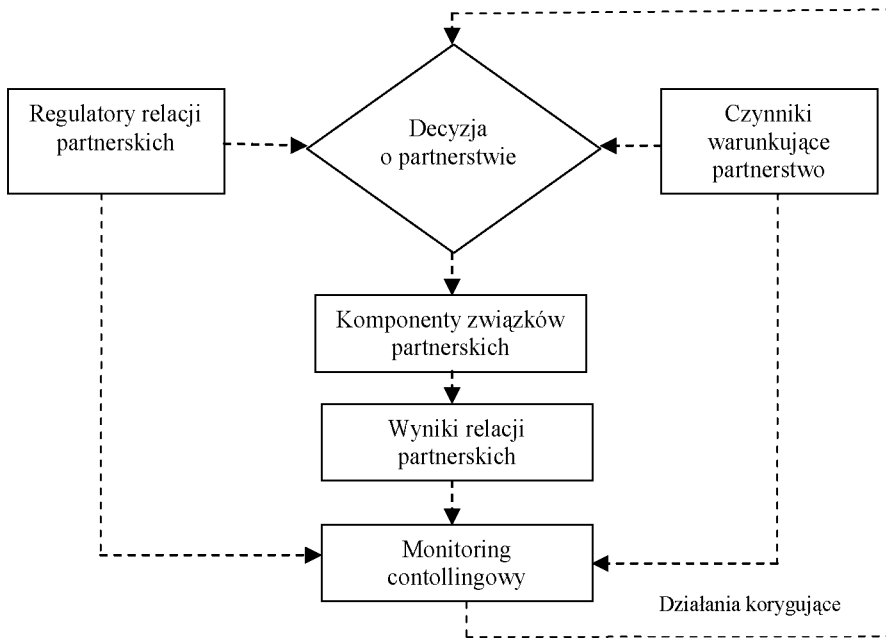 Regulatory relacji
partnerskich
Decyzja
o partnerstwie
Czynniki
warunkujące
partnerstwo
Komponenty związków
partnerskich
Wyniki relacji
partnerskich
Monitoring
contollingowy
Działania korygujące